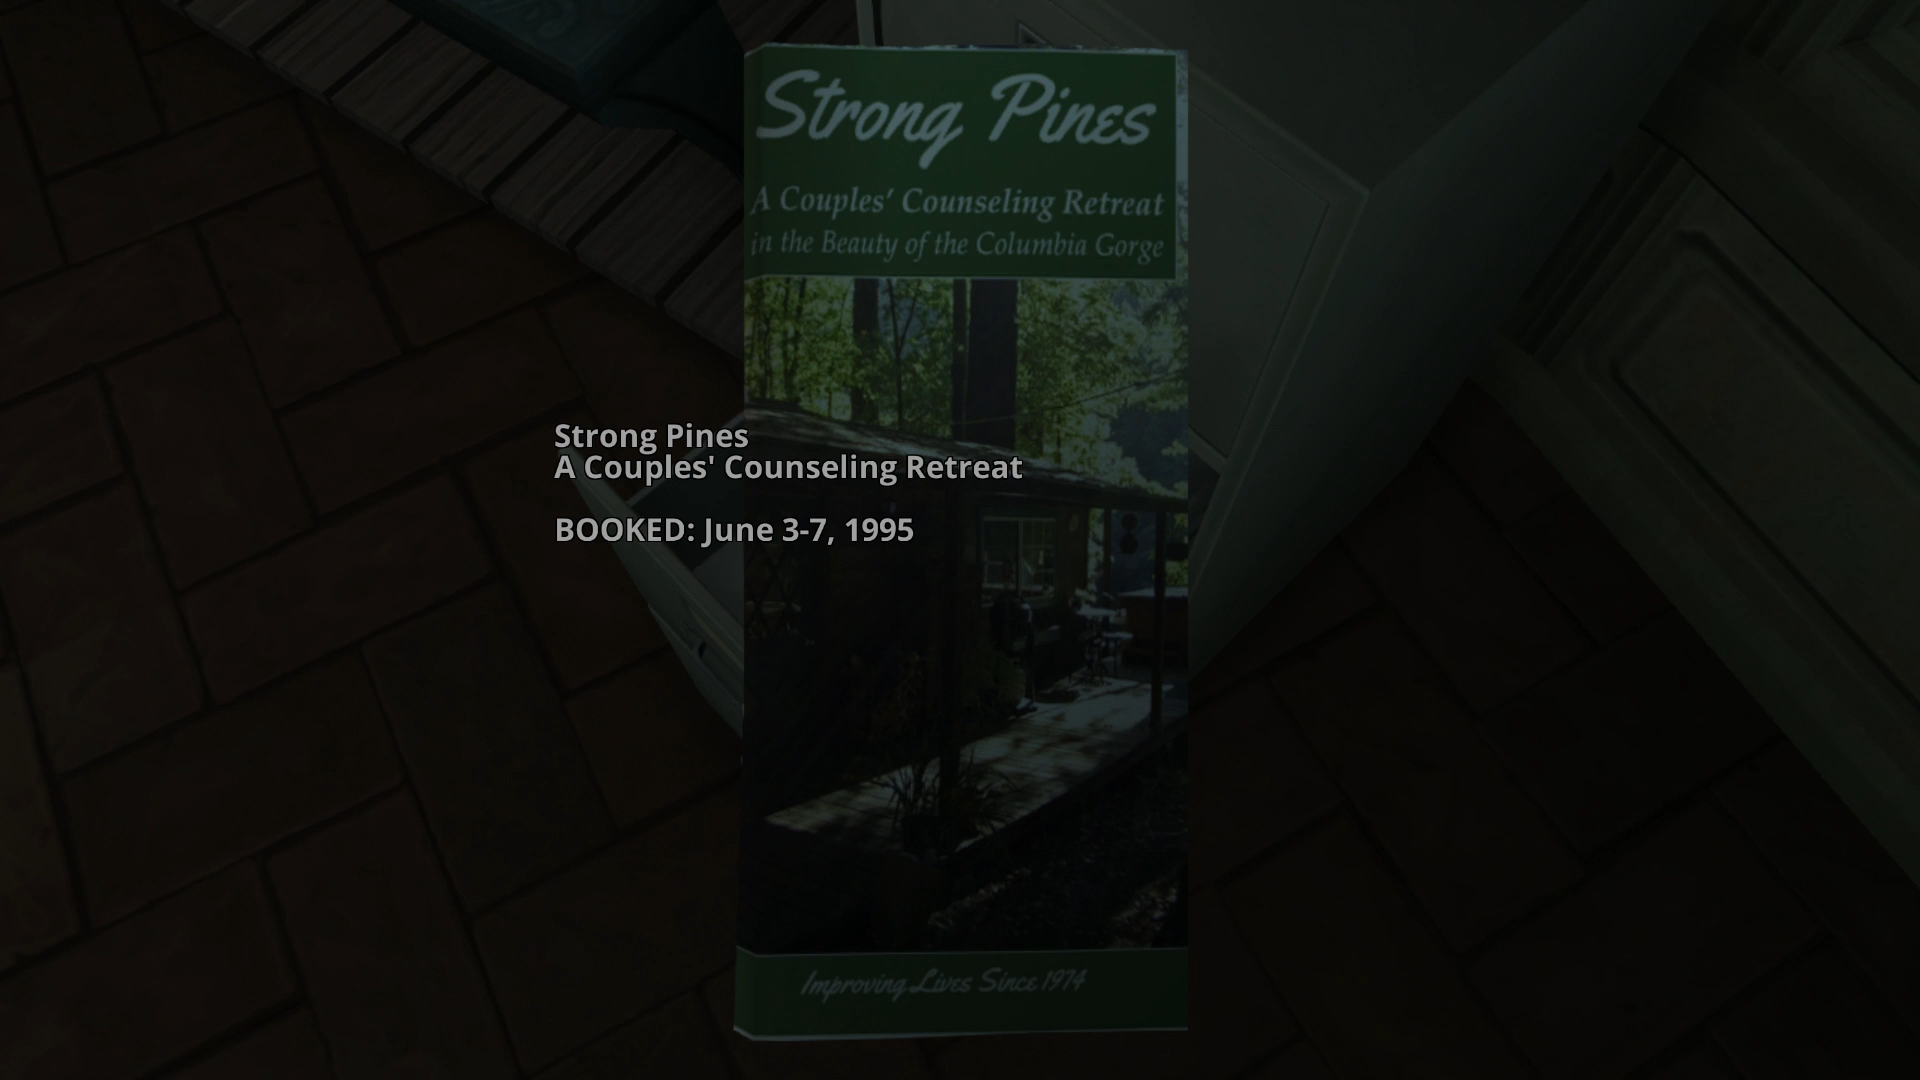 Strong Pines
A Couples’ Counseling Retreat
in the Beauty of the Columbia Gorge
Strong Pines
A Couples' Counseling Retreat
BOOKED: June 3-7, 1995
Improving Lives Since 1974